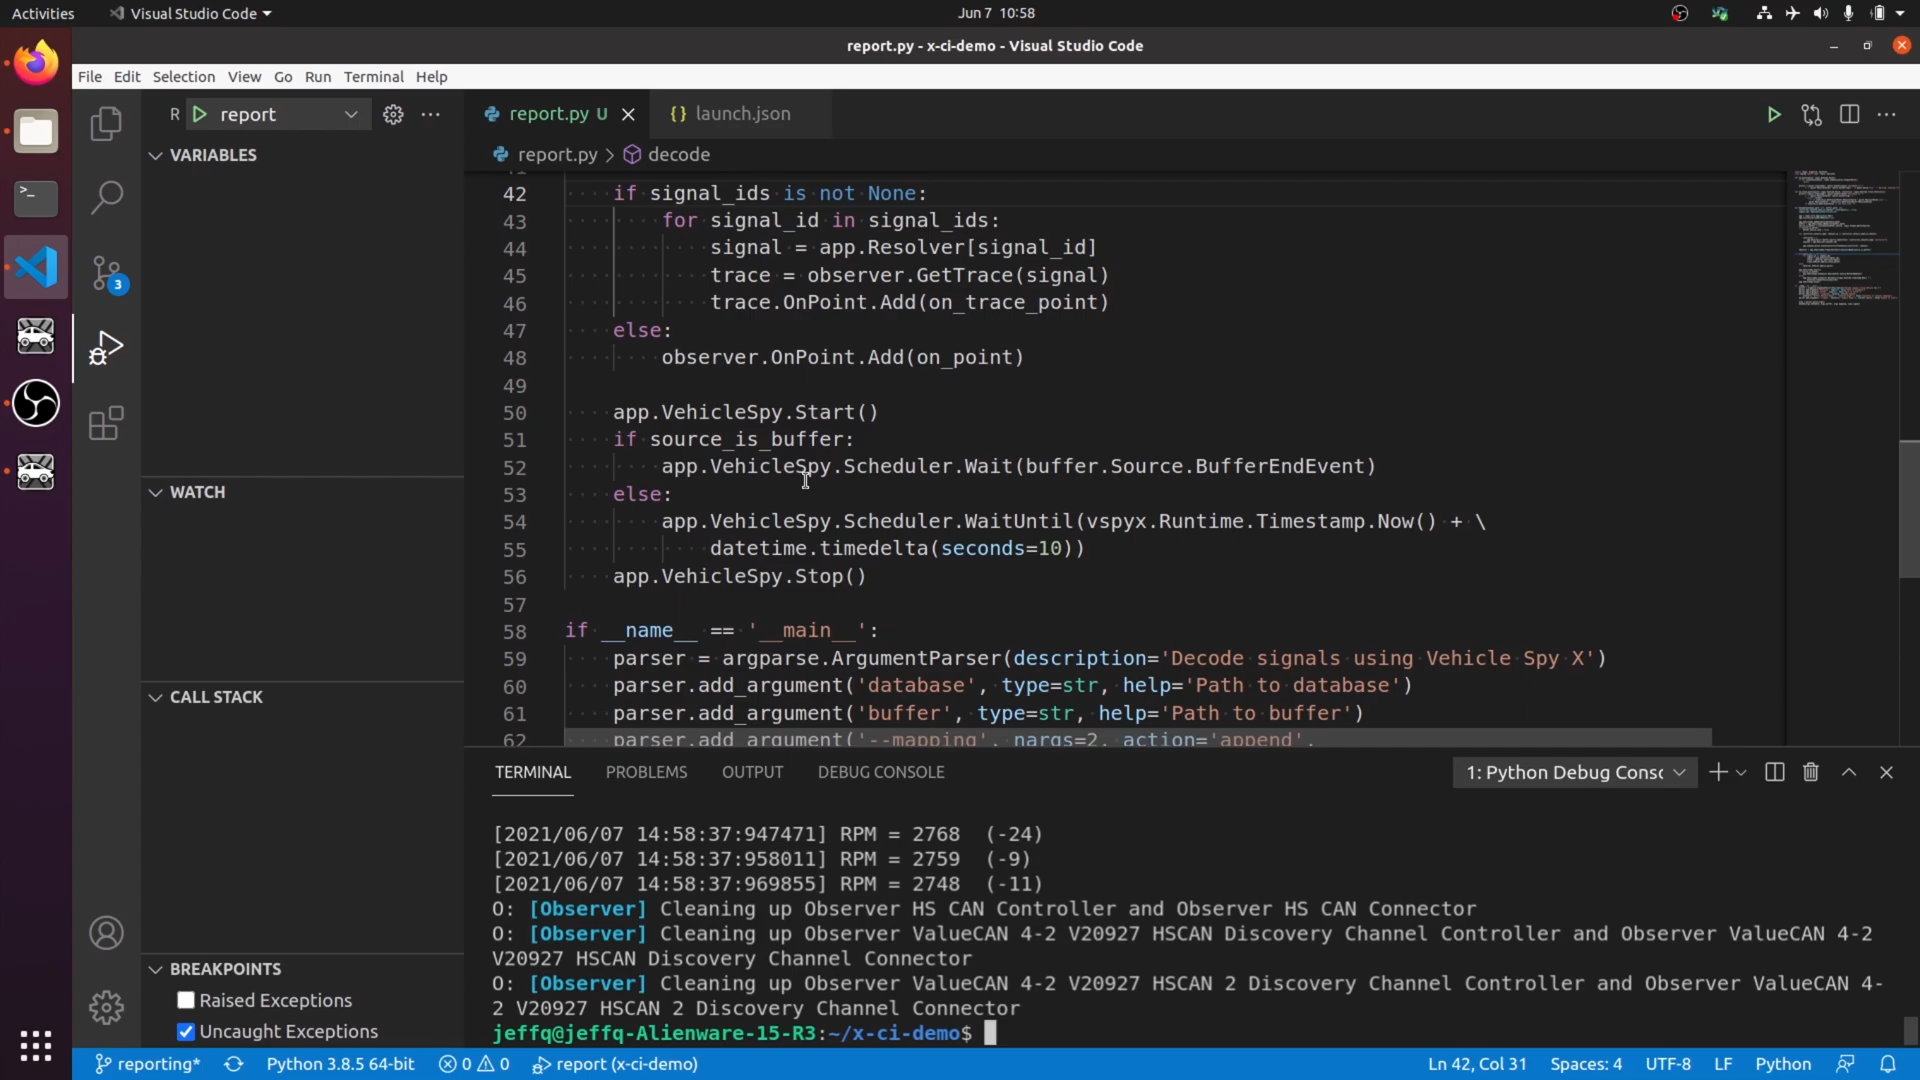 Activities
Visual Studio Code
Jun 7 10:58
report.py - x-ci-demo - Visual Studio Code
File Edit Selection View Go Run Terminal Help
R report
report.py U
{} launch.json
report.py > decode
VARIABLES
WATCH
CALL STACK
BREAKPOINTS
Raised Exceptions
Uncaught Exceptions
3
41
42 if signal_ids is not None:
43 for signal_id in signal_ids:
44 signal = app.Resolver[signal_id]
45 trace = observer.GetTrace(signal)
46 trace.OnPoint.Add(on_trace_point)
47 else:
48 observer.OnPoint.Add(on_point)
49
50 app.VehicleSpy.Start()
51 if source_is_buffer:
52 app.VehicleSpy.Scheduler.Wait(buffer.Source.BufferEndEvent)
53 else:
54 app.VehicleSpy.Scheduler.WaitUntil(vspyx.Runtime.Timestamp.Now() + \
55 datetime.timedelta(seconds=10))
56 app.VehicleSpy.Stop()
57
58 if __name__ == '__main__':
59 parser = argparse.ArgumentParser(description='Decode signals using Vehicle Spy X')
60 parser.add_argument('database', type=str, help='Path to database')
61 parser.add_argument('buffer', type=str, help='Path to buffer')
62 parser.add_argument('--mapping', nargs=2, action='append',
TERMINAL PROBLEMS OUTPUT DEBUG CONSOLE
1: Python Debug Consc
[2021/06/07 14:58:37:947471] RPM = 2768 (-24)
[2021/06/07 14:58:37:958011] RPM = 2759 (-9)
[2021/06/07 14:58:37:969855] RPM = 2748 (-11)
O: [Observer] Cleaning up Observer HS CAN Controller and Observer HS CAN Connector
O: [Observer] Cleaning up Observer ValueCAN 4-2 V20927 HSCAN Discovery Channel Controller and Observer ValueCAN 4-2
V20927 HSCAN Discovery Channel Connector
O: [Observer] Cleaning up Observer ValueCAN 4-2 V20927 HSCAN 2 Discovery Channel Controller and Observer ValueCAN 4-
2 V20927 HSCAN 2 Discovery Channel Connector
jeffq@jeffq-Alienware-15-R3:~/x-ci-demo$
reporting* Python 3.8.5 64-bit 0 0 report (x-ci-demo)
Ln 42, Col 31 Spaces: 4 UTF-8 LF Python